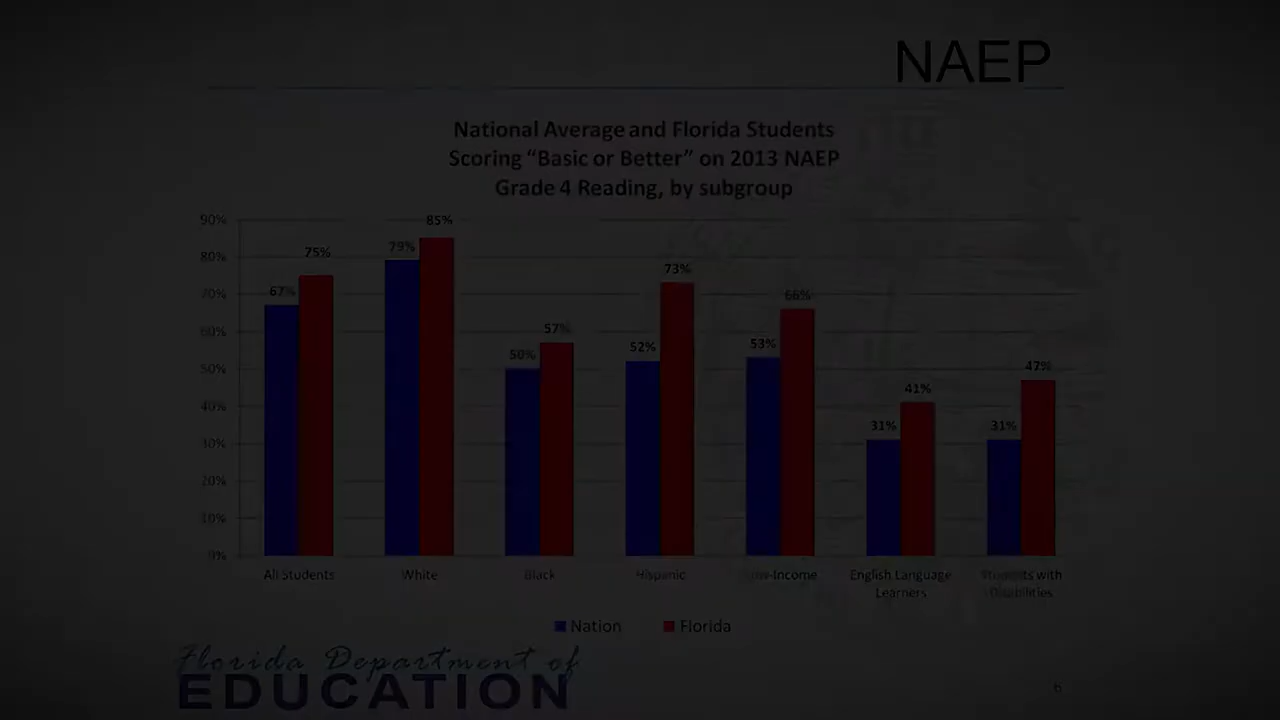 NAEP
National Average and Florida Students
Scoring “Basic or Better” on 2013 NAEP
Grade 4 Reading, by subgroup
90%
80%
70%
60%
50%
40%
30%
20%
10%
0%
67% 75%
79% 85%
50% 57%
52% 73%
53% 66%
31% 41%
31% 47%
All Students White Black Hispanic Low-Income English Language Students with
Learners Disabilities
Nation Florida
Florida Department of
EDUCATION
6